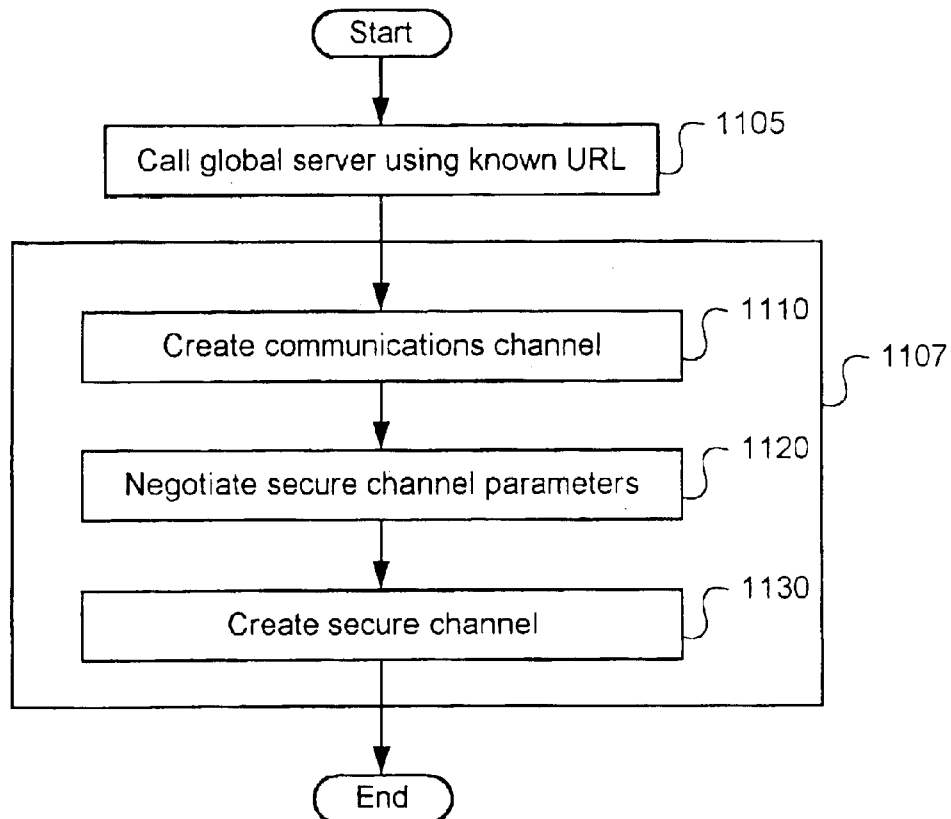 Start
Call global server using known URL
1105
Create communications channel
1110
1107
Negotiate secure channel parameters
1120
Create secure channel
1130
End